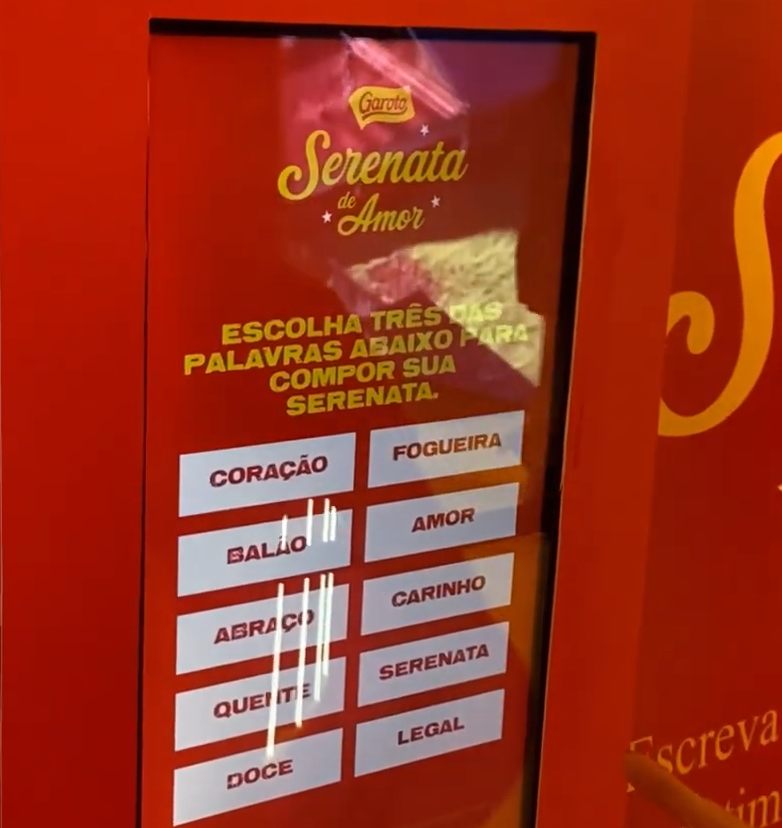 Garoto
Serenata
de
Amor
ESCOLHA TRÊS DAS
PALAVRAS ABAIXO PARA
COMPOR SUA
SERENATA.
CORAÇÃO
FOGUEIRA
BALÃO
AMOR
ABRAÇO
CARINHO
QUENTE
SERENATA
DOCE
LEGAL
Escreva